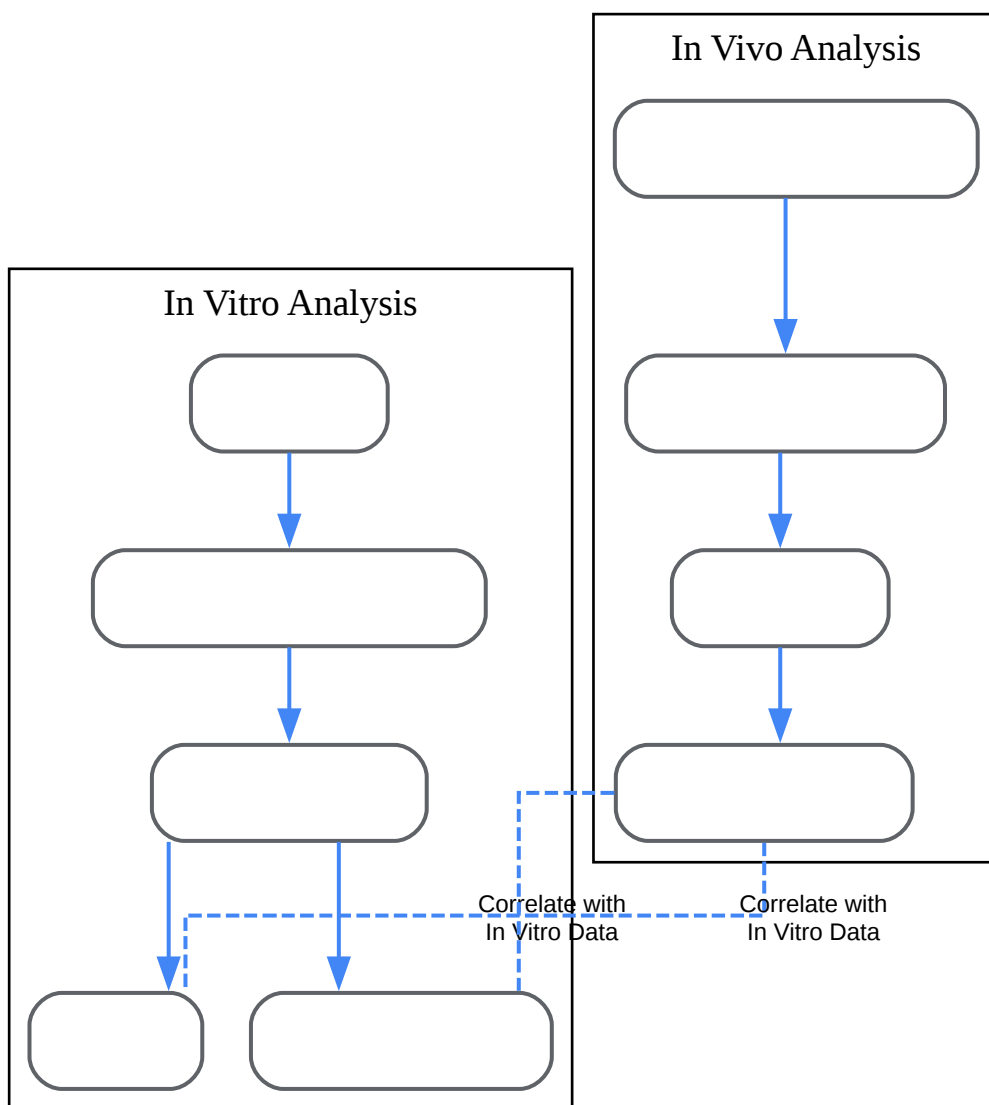 In Vivo Analysis
In Vitro Analysis
Correlate with
In Vitro Data
Correlate with
In Vitro Data